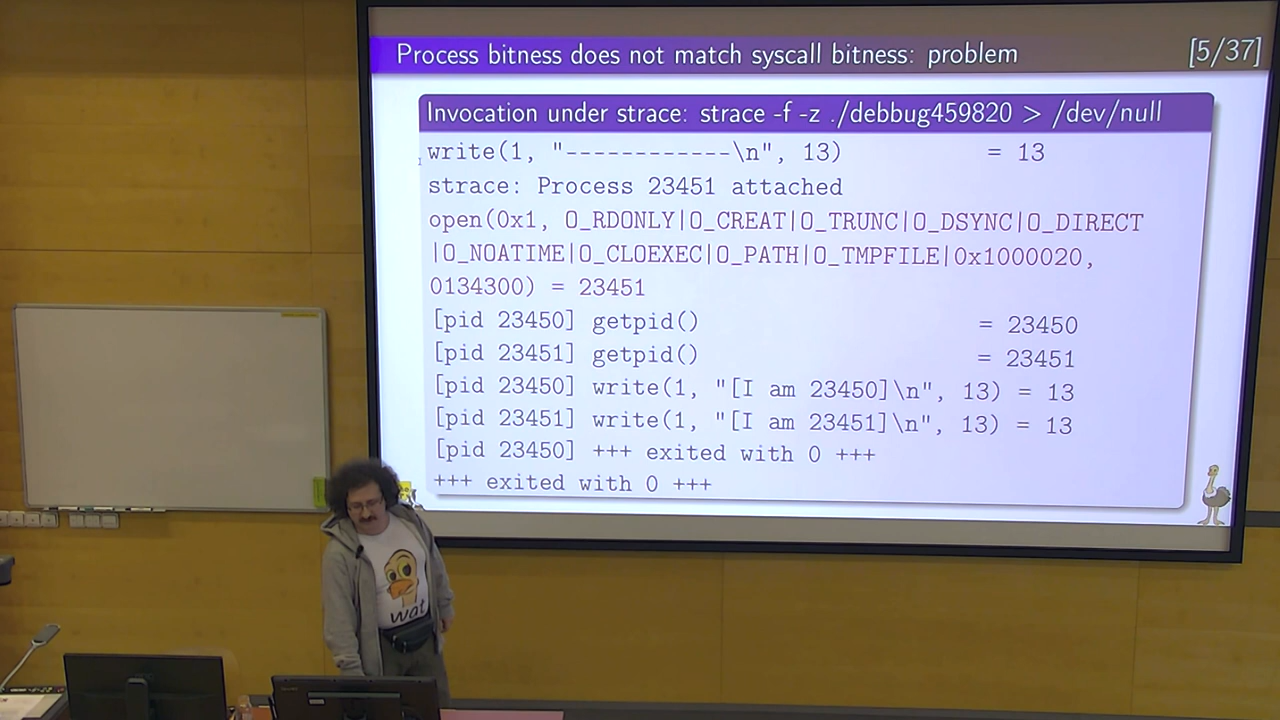 Process bitness does not match syscall bitness: problem [5/37]
Invocation under strace: strace -f -z ./debbug459820 > /dev/null
write(1, "------------\n", 13) = 13
strace: Process 23451 attached
open(0x1, O_RDONLY|O_CREAT|O_TRUNC|O_DSYNC|O_DIRECT
|O_NOATIME|O_CLOEXEC|O_PATH|O_TMPFILE|0x1000020,
0134300) = 23451
[pid 23450] getpid() = 23450
[pid 23451] getpid() = 23451
[pid 23450] write(1, "[I am 23450]\n", 13) = 13
[pid 23451] write(1, "[I am 23451]\n", 13) = 13
[pid 23450] +++ exited with 0 +++
+++ exited with 0 +++
wat